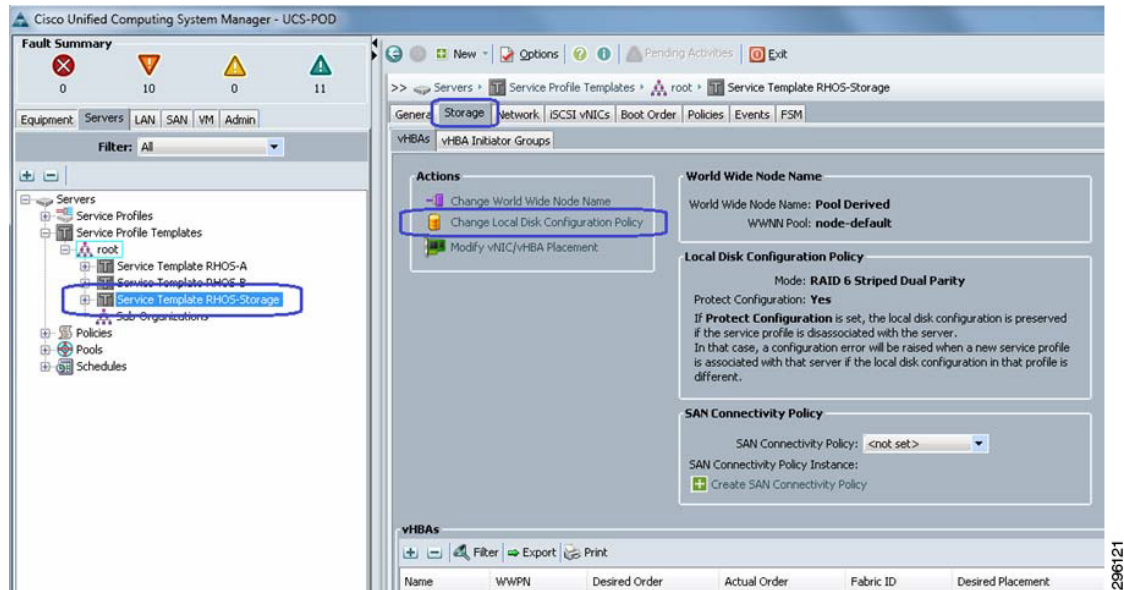 Cisco Unified Computing System Manager - UCS-POD
Fault Summary
0 10 0 11
Equipment Servers LAN SAN VM Admin
Filter: All
Servers
Service Profiles
Service Profile Templates
root
Service Template RHOS-A
Service Template RHOS-B
Service Template RHOS-Storage
Sub-Organizations
Policies
Pools
Schedules
New Options Pending Activities Exit
>> Servers Service Profile Templates root Service Template RHOS-Storage
General Storage Network iSCSI vNICs Boot Order Policies Events FSM
vHBAs vHBA Initiator Groups
Actions
Change World Wide Node Name
Change Local Disk Configuration Policy
Modify vNIC/vHBA Placement
World Wide Node Name
World Wide Node Name: Pool Derived
WWNN Pool: node-default
Local Disk Configuration Policy
Mode: RAID 6 Striped Dual Parity
Protect Configuration: Yes
If Protect Configuration is set, the local disk configuration is preserved
if the service profile is disassociated with the server.
In that case, a configuration error will be raised when a new service profile
is associated with that server if the local disk configuration in that profile is
different.
SAN Connectivity Policy
SAN Connectivity Policy: <not set>
SAN Connectivity Policy Instance:
Create SAN Connectivity Policy
vHBAs
Filter Export Print
Name WWPN Desired Order Actual Order Fabric ID Desired Placement
296121